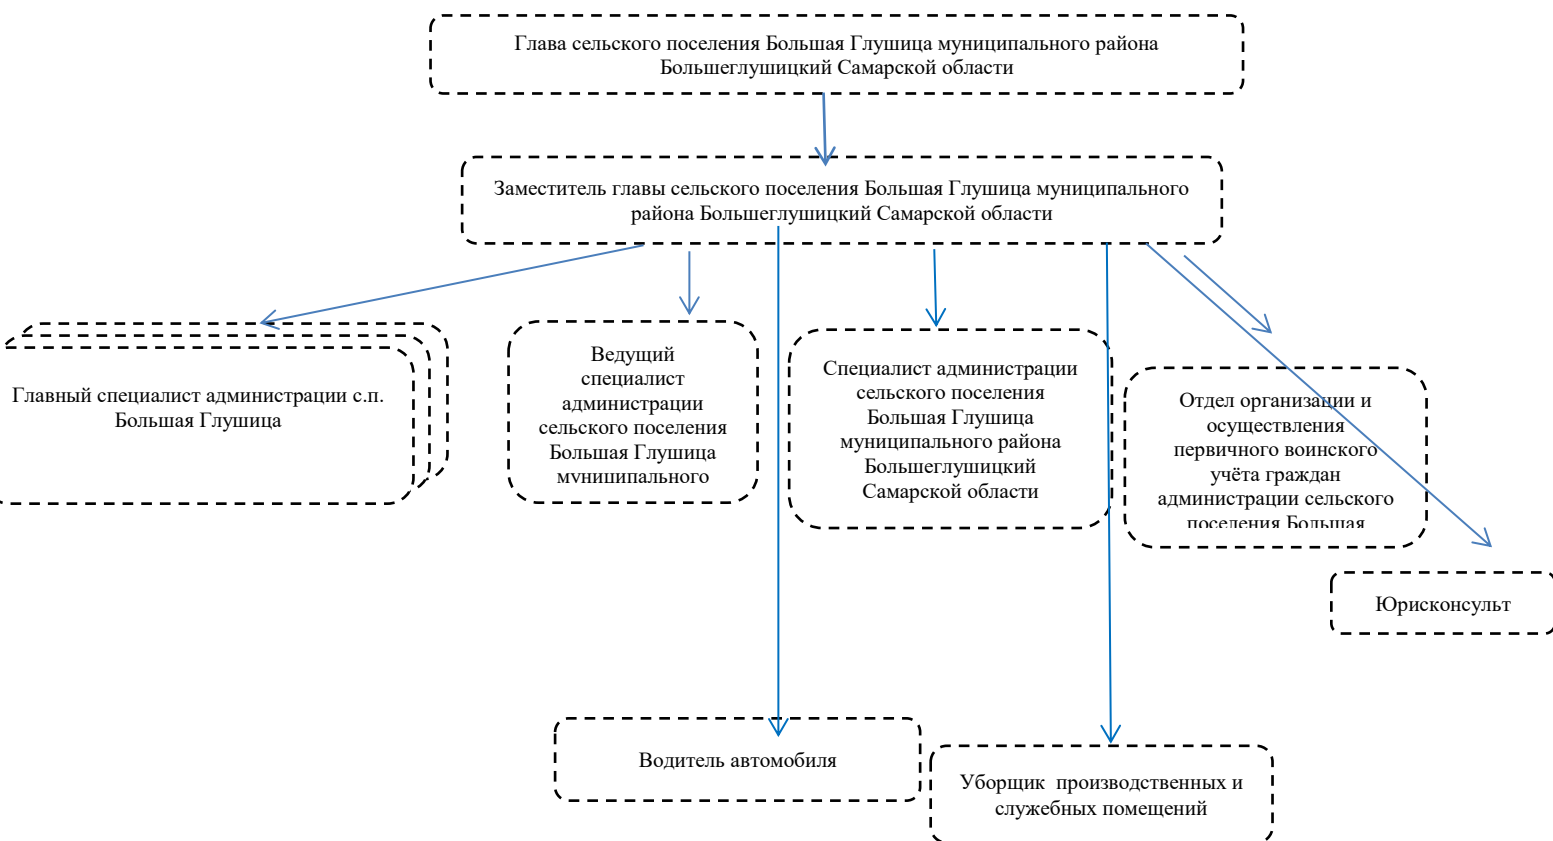 Глава сельского поселения Большая Глушица муниципального района
Большеглушицкий Самарской области
Заместитель главы сельского поселения Большая Глушица муниципального
района Большеглушицкий Самарской области
Главный специалист администрации с.п.
Большая Глушица
Ведущий
специалист
администрации
сельского поселения
Большая Глушица
муниципального
Специалист администрации
сельского поселения
Большая Глушица
муниципального района
Большеглушицкий
Самарской области
Отдел организации и
осуществления
первичного воинского
учёта граждан
администрации сельского
поселения Большая
Юрисконсульт
Водитель автомобиля
Уборщик производственных и
служебных помещений